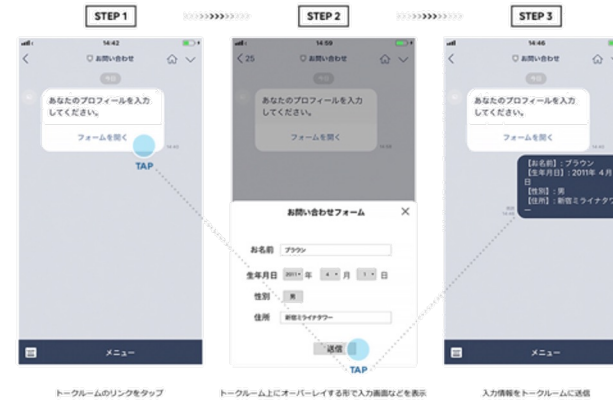 STEP 1
STEP 2
STEP 3
14:42
お問い合わせ
今日
あなたのプロフィールを入力
してください。
フォームを開く
TAP
メニュー
トークルームのリンクをタップ
14:59
25
お問い合わせ
今日
あなたのプロフィールを入力
してください。
フォームを開く
お問い合わせフォーム
お名前 ブラウン
生年月日 2011 年 4 月 1 日
性別 男
住所 新宿ミライナタワー
送信
TAP
トークルーム上にオーバーレイする形で入力画面などを表示
14:46
お問い合わせ
今日
あなたのプロフィールを入力
してください。
フォームを開く
【お名前】: ブラウン
【生年月日】: 2011年 4月
日
【性別】: 男
【住所】: 新宿ミライナタワ
ー
メニュー
入力情報をトークルームに送信